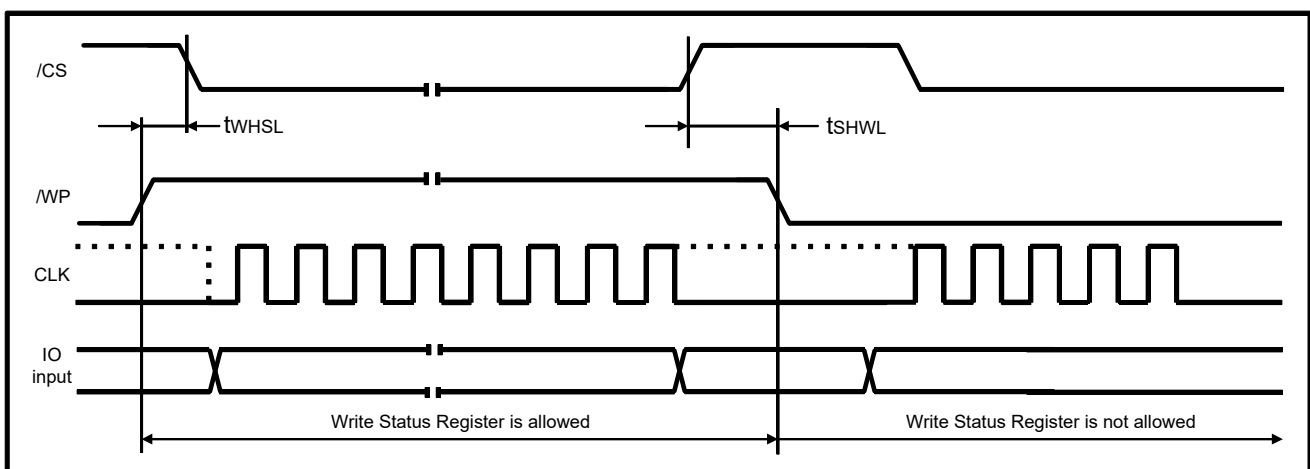 /CS
tWHSL
tSHWL
/WP
CLK
IO
input
Write Status Register is allowed
Write Status Register is not allowed